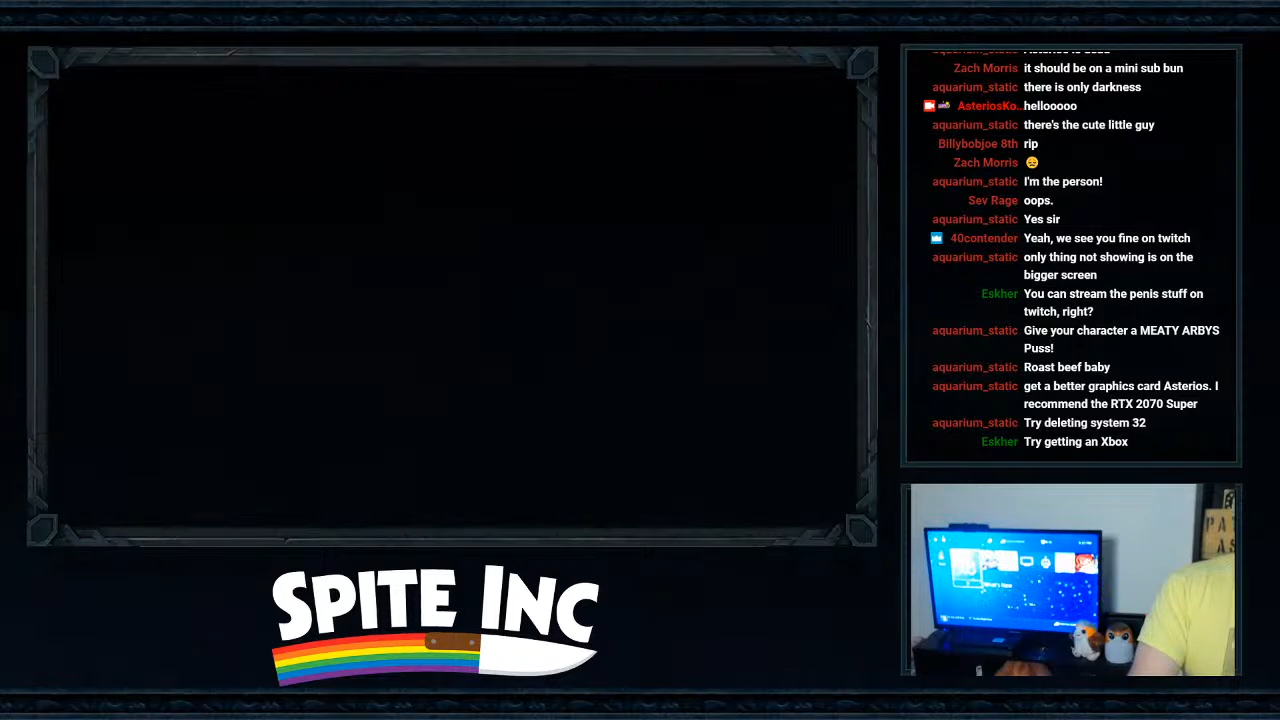 Zach Morris it should be on a mini sub bun
aquarium_static there is only darkness
AsteriosKo... hellooooo
aquarium_static there's the cute little guy
Billybobjoe 8th rip
Zach Morris 😞
aquarium_static I'm the person!
Sev Rage oops.
aquarium_static Yes sir
40contender Yeah, we see you fine on twitch
aquarium_static only thing not showing is on the
bigger screen
Eskher You can stream the penis stuff on
twitch, right?
aquarium_static Give your character a MEATY ARBYS
Puss!
aquarium_static Roast beef baby
aquarium_static get a better graphics card Asterios. I
recommend the RTX 2070 Super
aquarium_static Try deleting system 32
Eskher Try getting an Xbox
SPITE INC
What's New